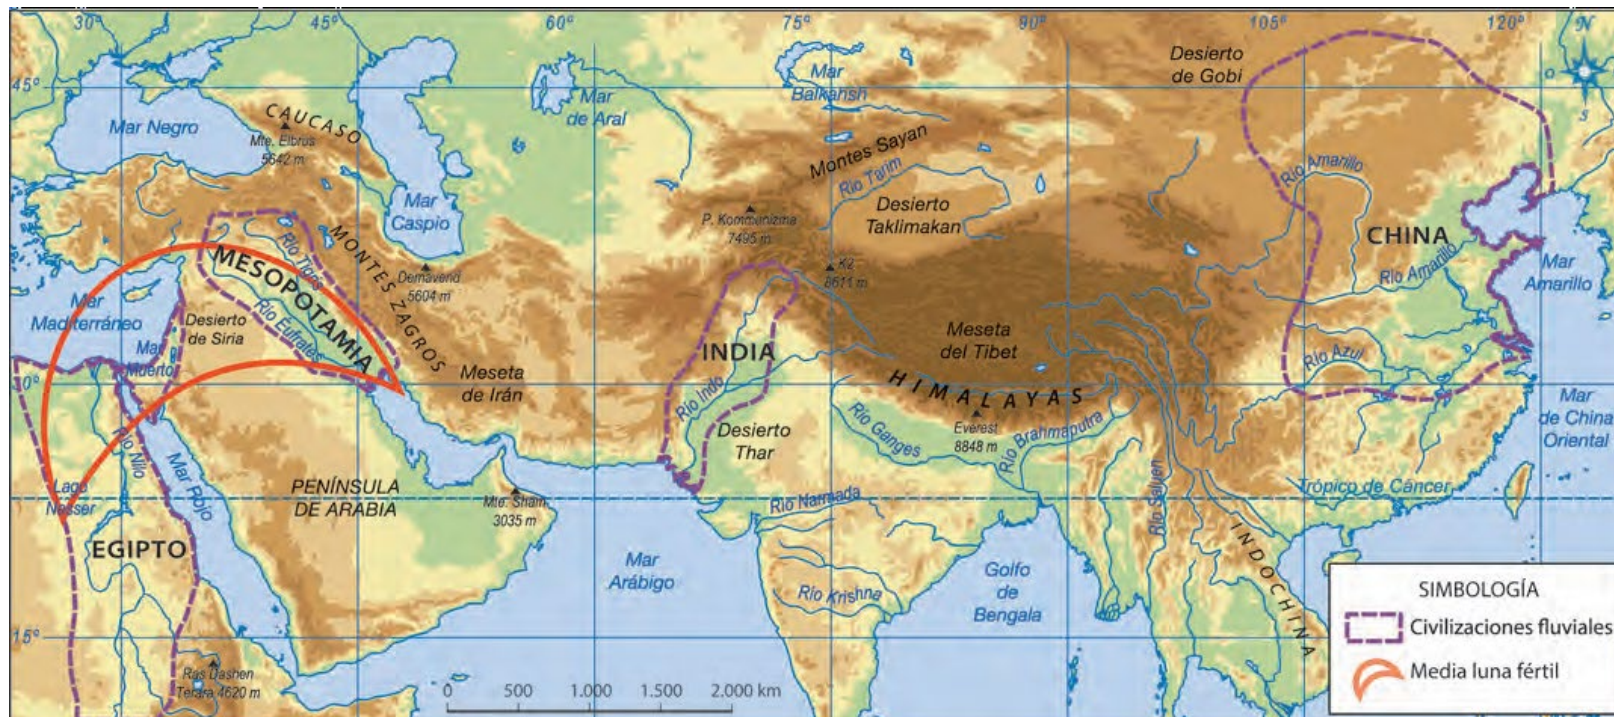 30°
45°
60°
75°
90°
105°
120°
N
O
S
45°
Desierto
de Gobi
Mar
Balkahsh
Mar
de Aral
CAUCASO
Mar Negro
Mte. Elbrus
5642 m
Montes Sayan
Río Tarim
Desierto
Taklimakan
Río Amarillo
Mar
Caspio
P. Kommunizma
7495 m
CHINA
MESOPOTAMIA
Río Tigris
MONTES ZAGROS
Demavend
5604 m
K2
8611 m
Río Amarillo
Mar
Amarillo
Mar
Maditerráneo
Desierto
de Siria
Río Éufrates
Mar
Muerto
Meseta
de Irán
INDIA
Río Indo
Meseta
del Tibet
HIMALAYAS
Río Azul
0°
Everest
8848 m
Desierto
Thar
Río Ganges
Río Brahmaputra
Mar
de China
Oriental
Río Nilo
Mar Rojo
Lago
Nesser
PENÍNSULA
DE ARABIA
Mte. Sham
3035 m
Río Narmada
Río Saluen
Trópico de Cáncer
EGIPTO
Mar
Arábigo
Golfo
de
Bengala
Río Krishna
INDOCHINA
15°
Ras Dashen
Terara 4620 m
0 500 1.000 1.500 2.000 km
SIMBOLOGÍA
Civilizaciones fluviales
Media luna fértil